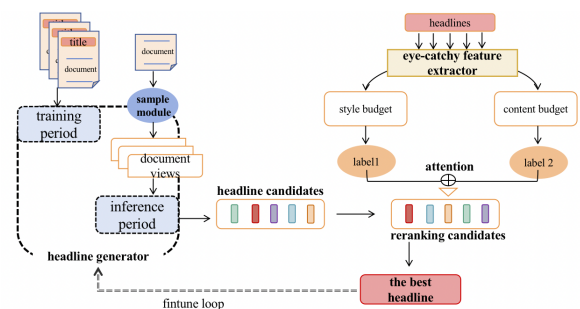 title
document
document
training
period
sample
module
document
views
inference
period
headline generator
headline candidates
headlines
eye-catchy feature
extractor
style budget
content budget
label1
label 2
attention
reranking candidates
the best
headline
fintune loop